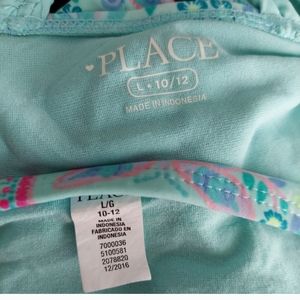 PLACE
L • 10/12
MADE IN INDONESIA
PLACE
L/G
10-12
MADE IN
INDONESIA
FABRICADO EN
INDONESIA
7000036
5100581
2078820
12/2016